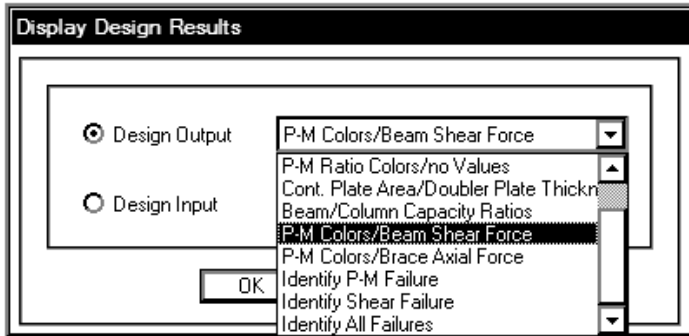 Display Design Results
Design Output
P-M Colors/Beam Shear Force
P-M Ratio Colors/no Values
Cont. Plate Area/Doubler Plate Thickn
Design Input
Beam/Column Capacity Ratios
P-M Colors/Beam Shear Force
P-M Colors/Brace Axial Force
OK
Identify P-M Failure
Identify Shear Failure
Identify All Failures